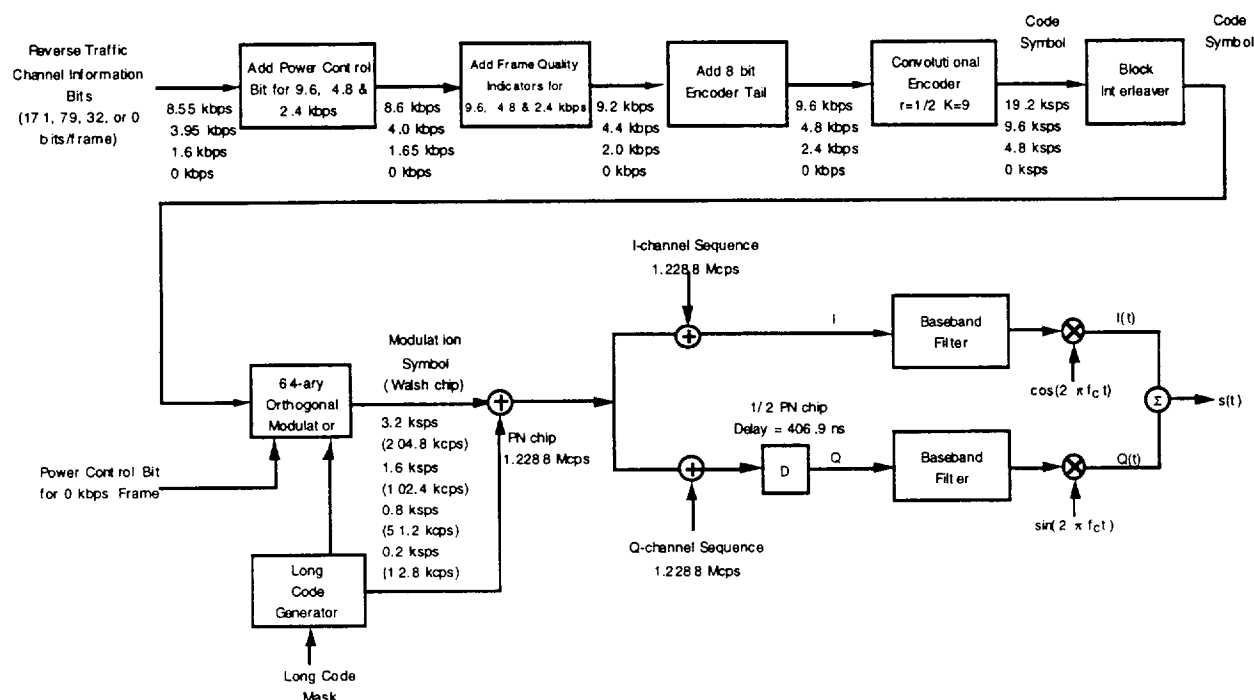 Reverse Traffic
Channel Information
Bits
(171, 79, 32, or 0
bits/frame)
8.55 kbps
3.95 kbps
1.6 kbps
0 kbps
Add Power Control
Bit for 9.6, 4.8 &
2.4 kbps
8.6 kbps
4.0 kbps
1.65 kbps
0 kbps
Add Frame Quality
Indicators for
9.6, 4.8 & 2.4 kbps
9.2 kbps
4.4 kbps
2.0 kbps
0 kbps
Add 8 bit
Encoder Tail
9.6 kbps
4.8 kbps
2.4 kbps
0 kbps
Convolutional
Encoder
r=1/2 K=9
Code
Symbol
19.2 ksps
9.6 ksps
4.8 ksps
0 ksps
Block
Interleaver
Code
Symbol
64-ary
Orthogonal
Modulator
Power Control Bit
for 0 kbps Frame
Modulation
Symbol
(Walsh chip)
3.2 ksps
(204.8 kcps)
1.6 ksps
(102.4 kcps)
0.8 ksps
(51.2 kcps)
0.2 ksps
(12.8 kcps)
Long
Code
Generator
Long Code
Mask
PN chip
1.2288 Mcps
I-channel Sequence
1.2288 Mcps
I
Baseband
Filter
I(t)
cos(2 π fct)
Σ
s(t)
1/2 PN chip
Delay = 406.9 ns
D
Q
Baseband
Filter
Q(t)
sin(2 π fct)
Q-channel Sequence
1.2288 Mcps